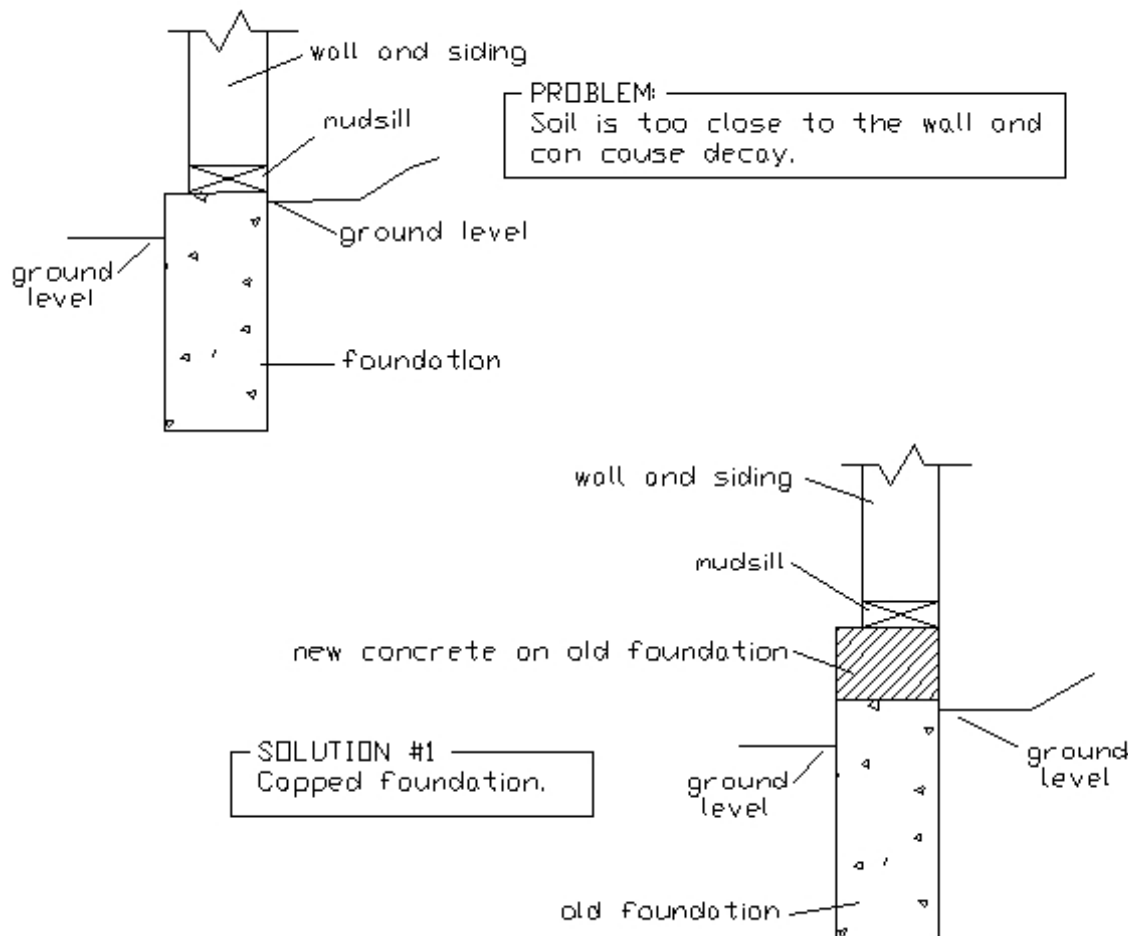 wall and siding
PROBLEM:
Soil is too close to the wall and
can cause decay.
mudsill
ground level
ground
level
foundation
wall and siding
mudsill
new concrete on old foundation
SOLUTION #1
Capped foundation.
ground
level
ground
level
old foundation